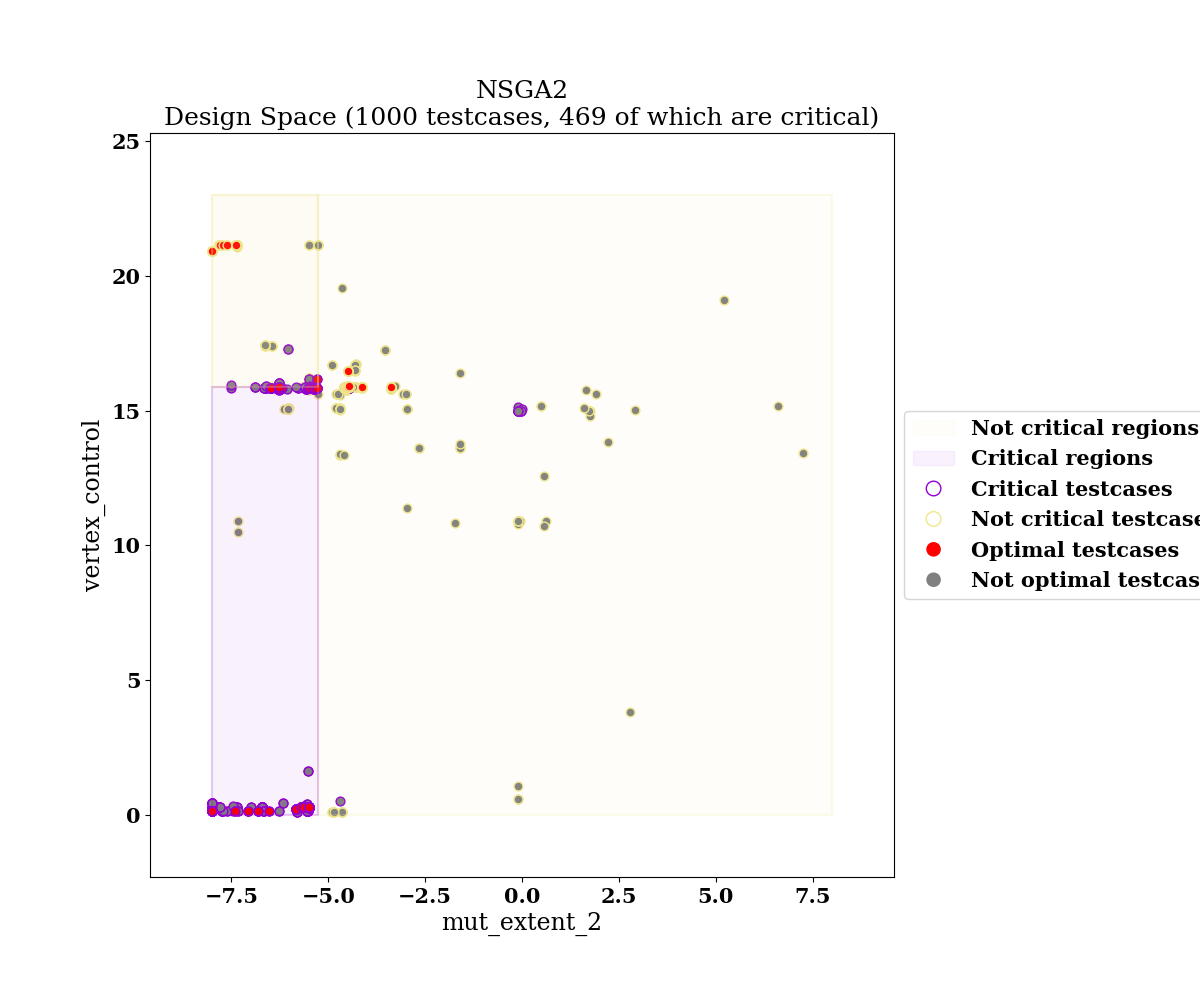 NSGA2
Design Space (1000 testcases, 469 of which are critical)
25
20
15
10
5
0
vertex_control
−7.5
−5.0
−2.5
0.0
2.5
5.0
7.5
mut_extent_2
Not critical regions
Critical regions
Critical testcases
Not critical testcase
Optimal testcases
Not optimal testcas